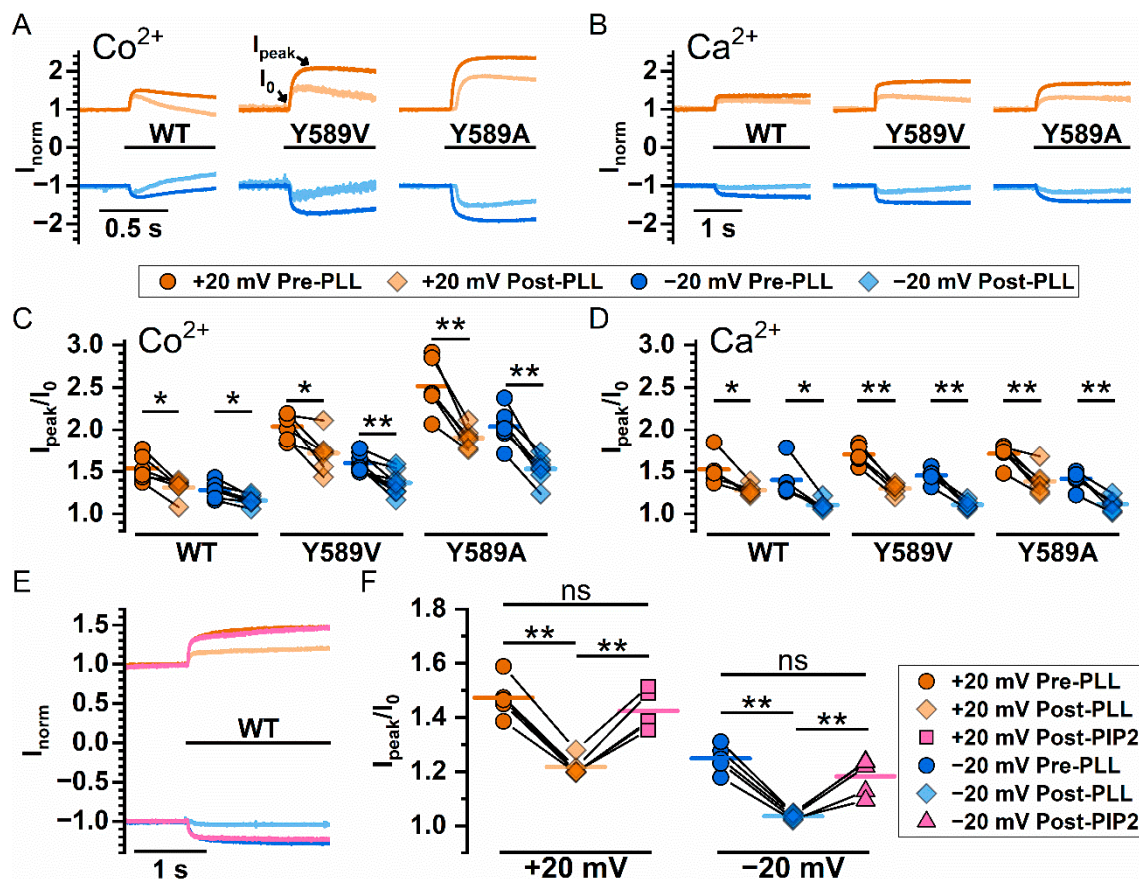 A
Co2+
Ipeak
I0
2
1
0
−1
−2
Inorm
WT
Y589V
Y589A
0.5 s
B
Ca2+
2
1
0
−1
−2
Inorm
WT
Y589V
Y589A
1 s
+20 mV Pre-PLL +20 mV Post-PLL −20 mV Pre-PLL −20 mV Post-PLL
C
Co2+
3.0
2.5
2.0
1.5
1.0
Ipeak/I0
* * * ** ** **
WT Y589V Y589A
D
Ca2+
3.0
2.5
2.0
1.5
1.0
Ipeak/I0
* * ** ** ** **
WT Y589V Y589A
E
1.5
1.0
0.5
0.0
−0.5
−1.0
Inorm
WT
1 s
F
1.8
1.6
1.4
1.2
1.0
Ipeak/I0
ns
** **
ns
** **
+20 mV −20 mV
+20 mV Pre-PLL
+20 mV Post-PLL
+20 mV Post-PIP2
−20 mV Pre-PLL
−20 mV Post-PLL
−20 mV Post-PIP2